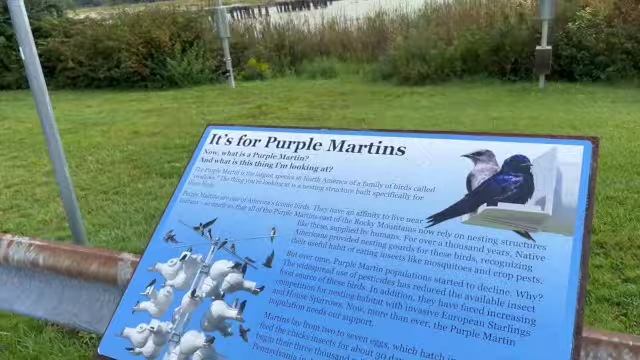 It's for Purple Martins
Now, what is a Purple Martin?
And what is this thing I'm looking at?
The Purple Martin is the largest species in North America of a family of birds called
swallows. The thing you're looking at is a nesting structure built specifically for
these birds.
Purple Martins are one of America's iconic birds. They have an affinity to live near
humans - so much so that all of the Purple Martins east of the Rocky Mountains now rely on nesting structures
like these, supplied by humans. For over a thousand years, Native
Americans provided nesting gourds for these birds, recognizing
their useful habit of eating insects like mosquitoes and crop pests.
But over time, Purple Martin populations started to decline. Why?
The widespread use of pesticides has reduced the available insect
food source of these birds. In addition, they have faced increasing
competition for nesting habitat with invasive European Starlings
and House Sparrows. Now, more than ever, the Purple Martin
population needs our support.
Martins lay from two to seven eggs, which hatch in
feed the chicks insects for about 30 da
begin their three thousand
Pennsylvania in